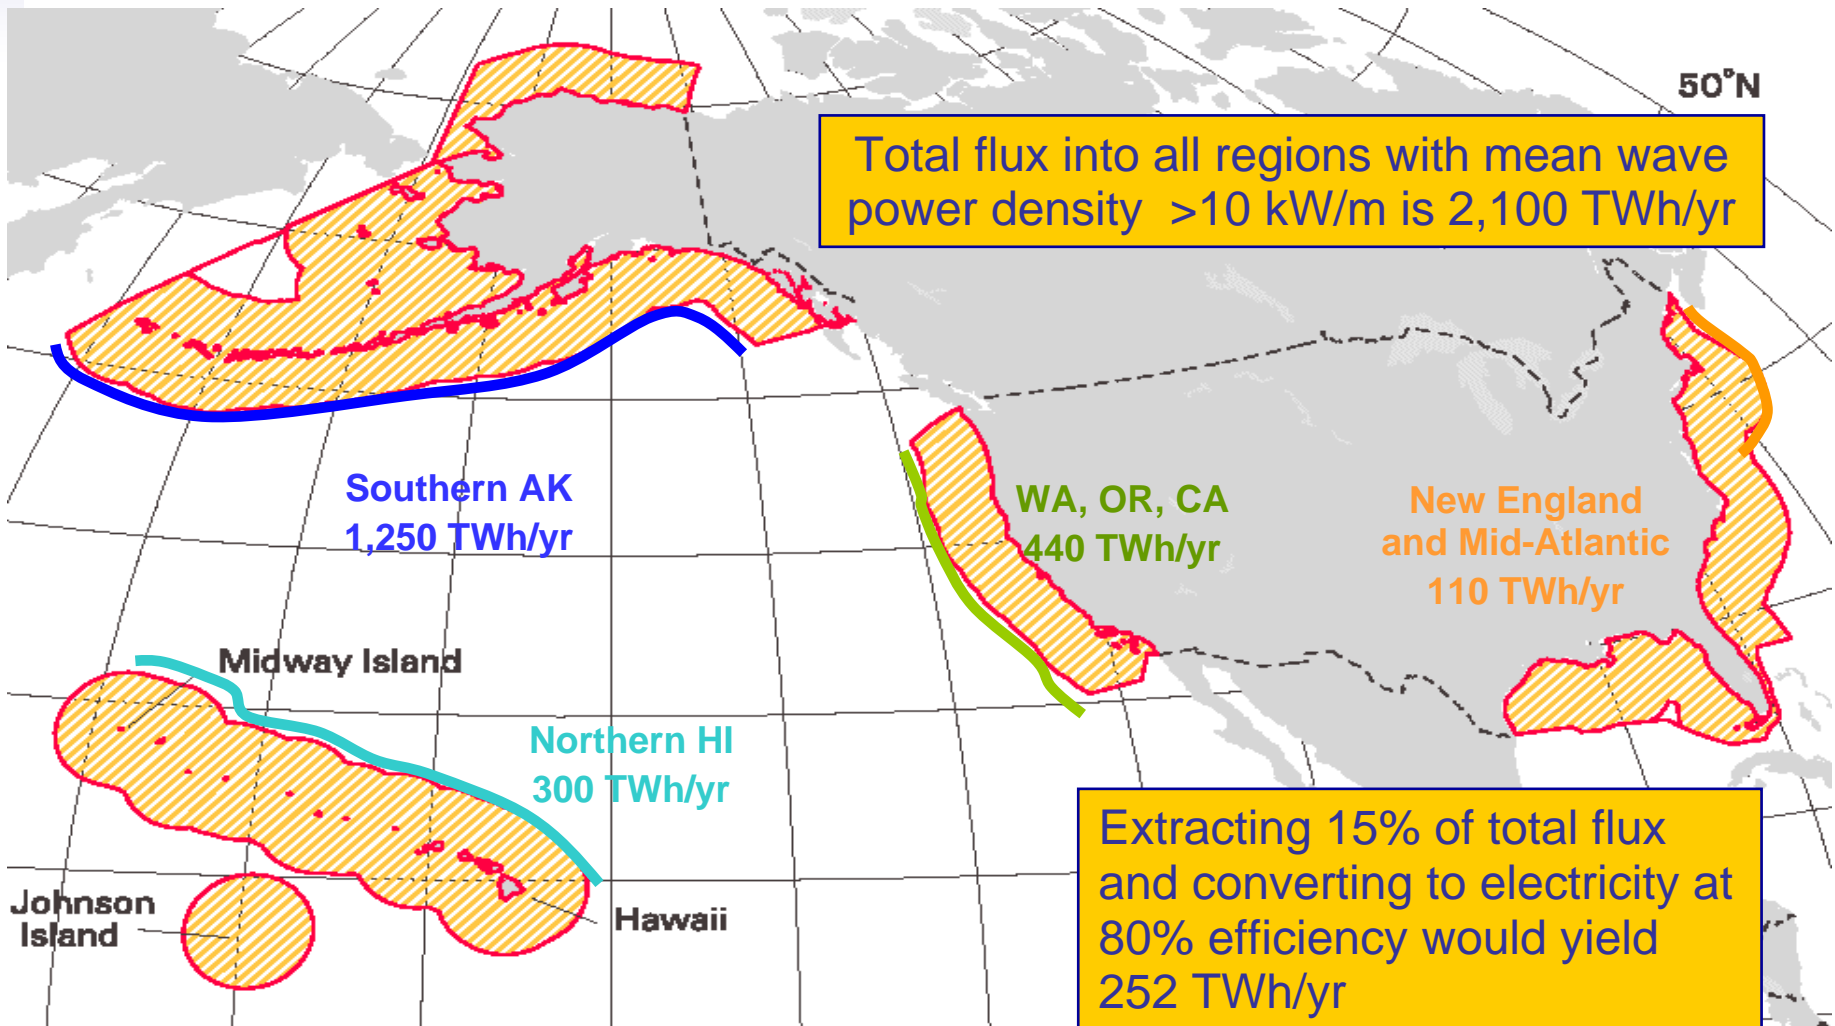 50°N
Total flux into all regions with mean wave
power density >10 kW/m is 2,100 TWh/yr
Southern AK
1,250 TWh/yr
WA, OR, CA
440 TWh/yr
New England
and Mid-Atlantic
110 TWh/yr
Midway Island
Northern HI
300 TWh/yr
Johnson
Island
Hawaii
Extracting 15% of total flux
and converting to electricity at
80% efficiency would yield
252 TWh/yr